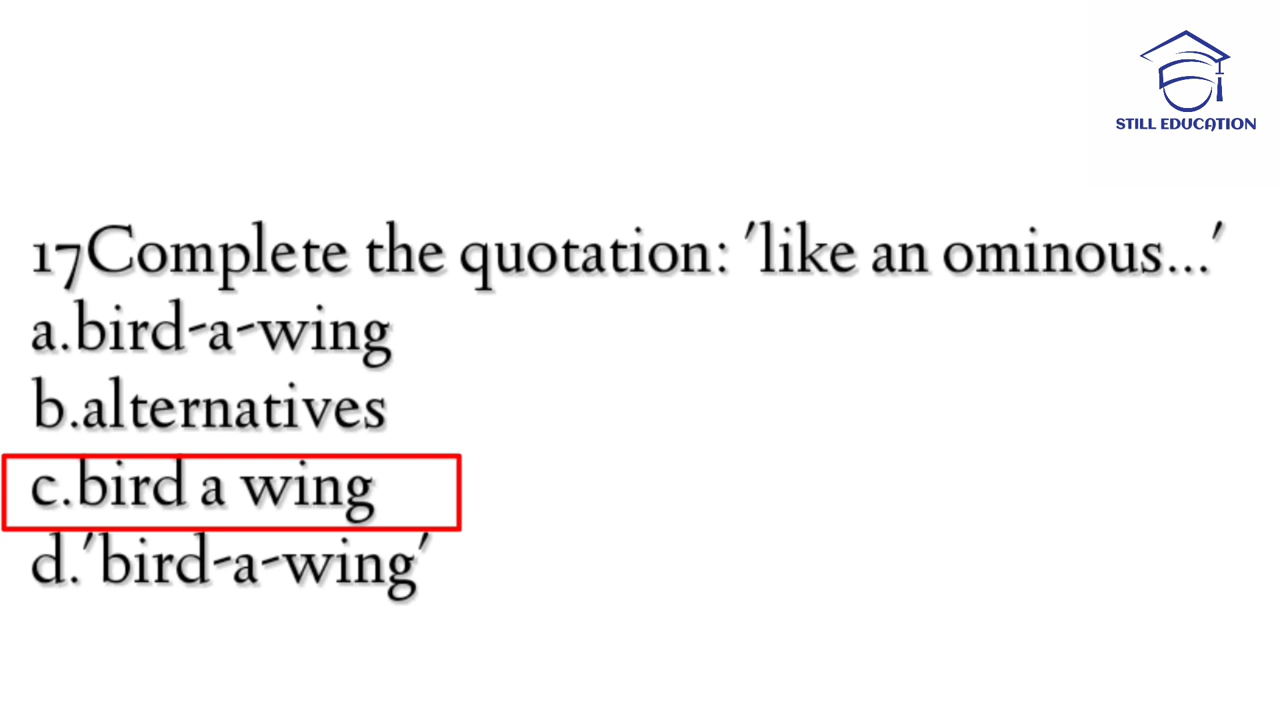 STILL EDUCATION
17Complete the quotation: 'like an ominous...'
a.bird-a-wing
b.alternatives
c.bird a wing
d.'bird-a-wing'